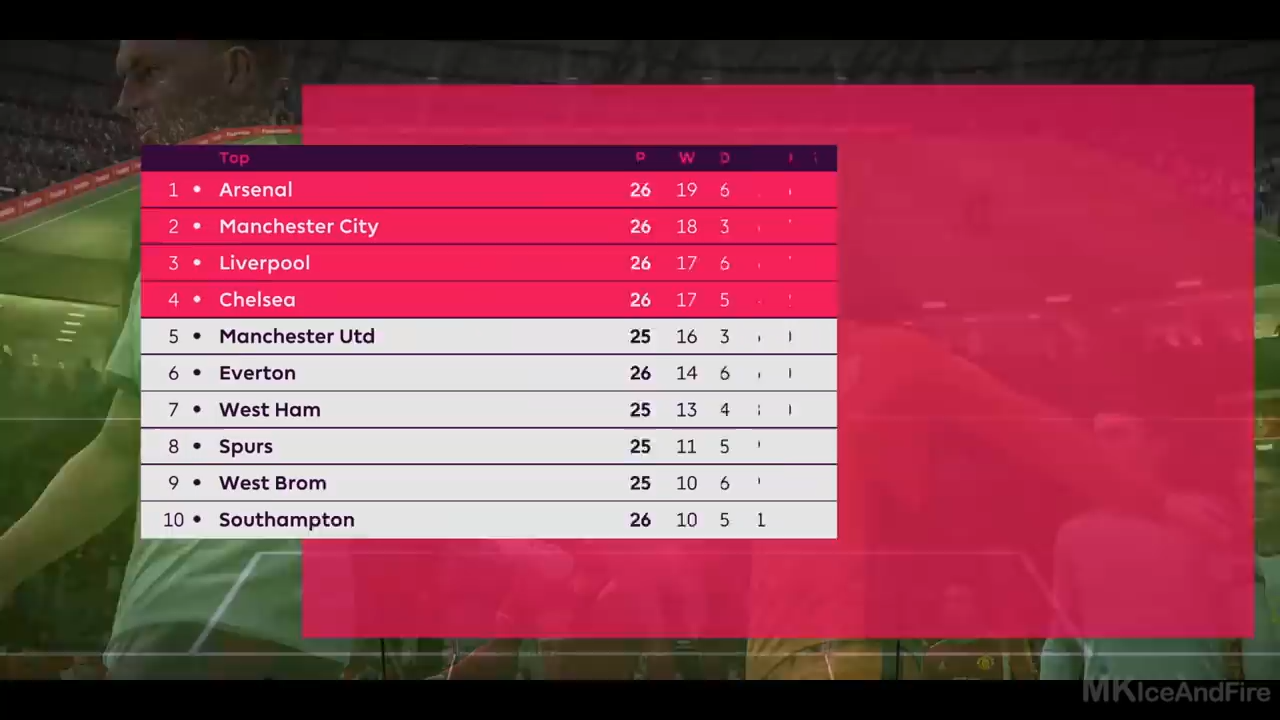 Top P W D
1 • Arsenal 26 19 6
2 • Manchester City 26 18 3
3 • Liverpool 26 17 6
4 • Chelsea 26 17 5
5 • Manchester Utd 25 16 3
6 • Everton 26 14 6
7 • West Ham 25 13 4
8 • Spurs 25 11 5
9 • West Brom 25 10 6
10 • Southampton 26 10 5 1
MKIceAndFire